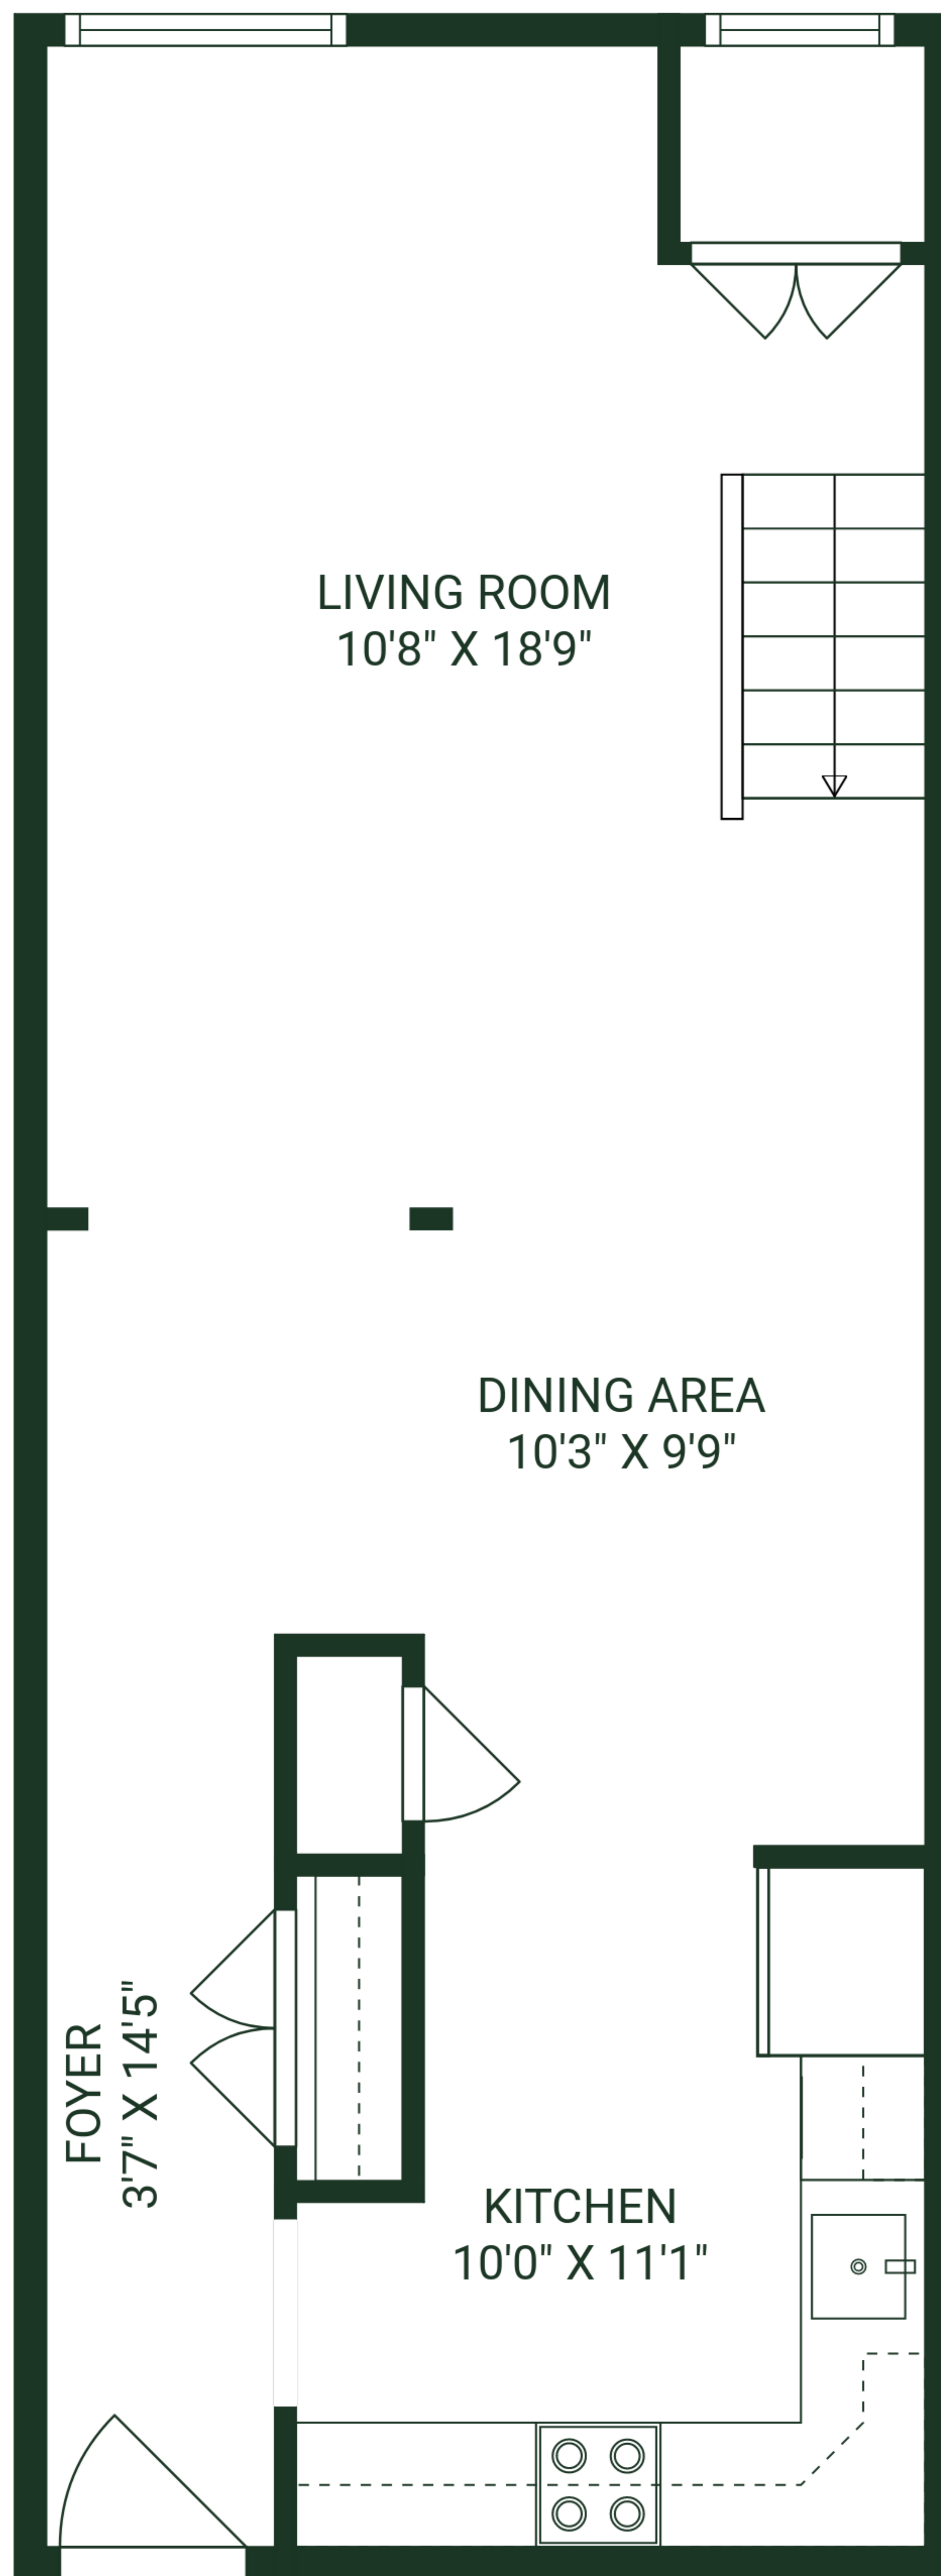 LIVING ROOM
10'8" X 18'9"
DINING AREA
10'3" X 9'9"
FOYER
3'7" X 14'5"
KITCHEN
10'0" X 11'1"